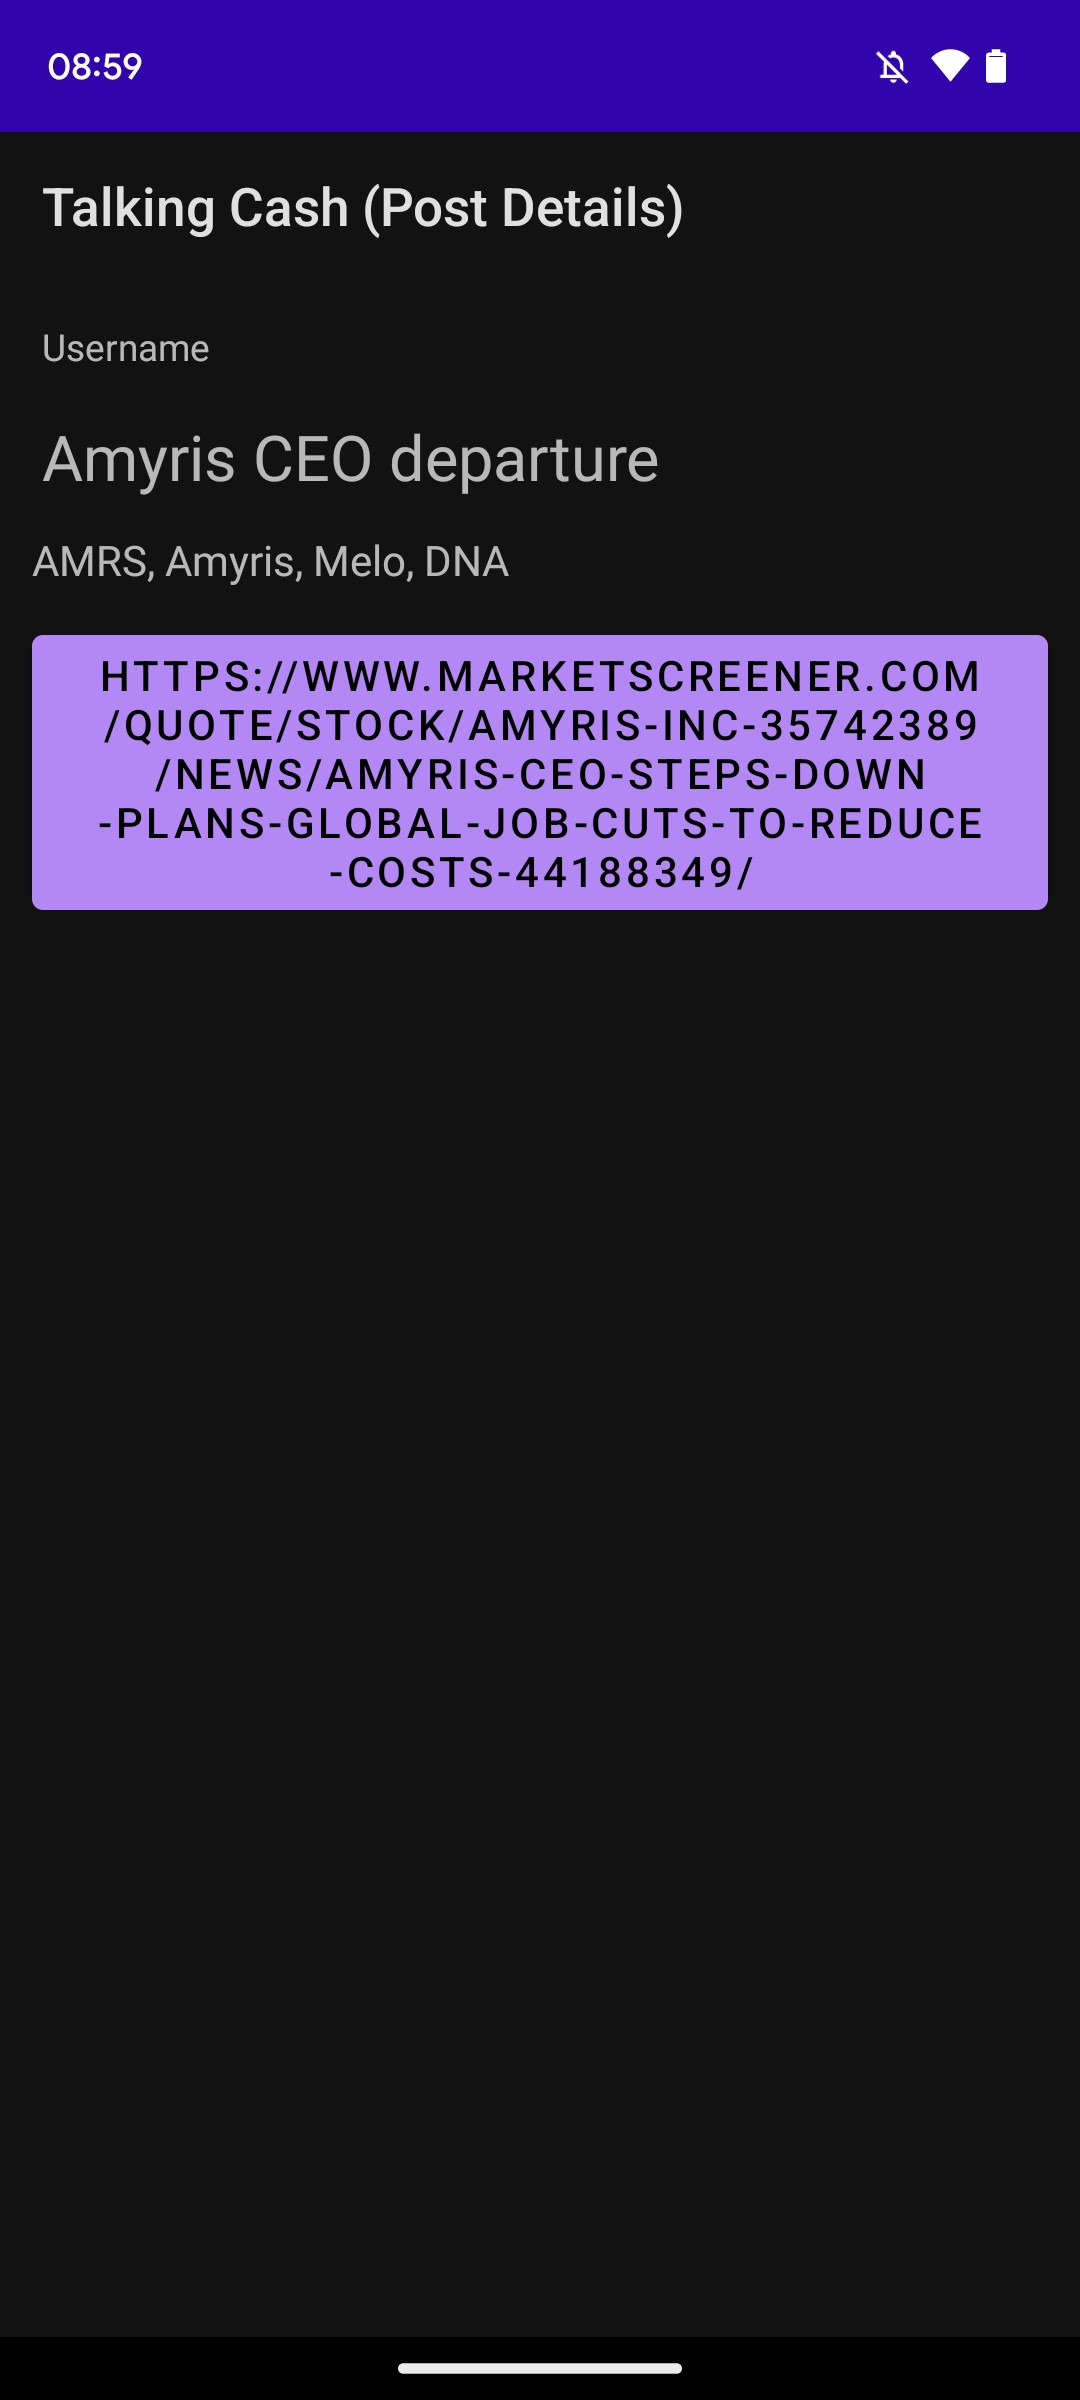 08:59
Talking Cash (Post Details)
Username
Amyris CEO departure
AMRS, Amyris, Melo, DNA
HTTPS://WWW.MARKETSCREENER.COM
/QUOTE/STOCK/AMYRIS-INC-35742389
/NEWS/AMYRIS-CEO-STEPS-DOWN
-PLANS-GLOBAL-JOB-CUTS-TO-REDUCE
-COSTS-44188349/